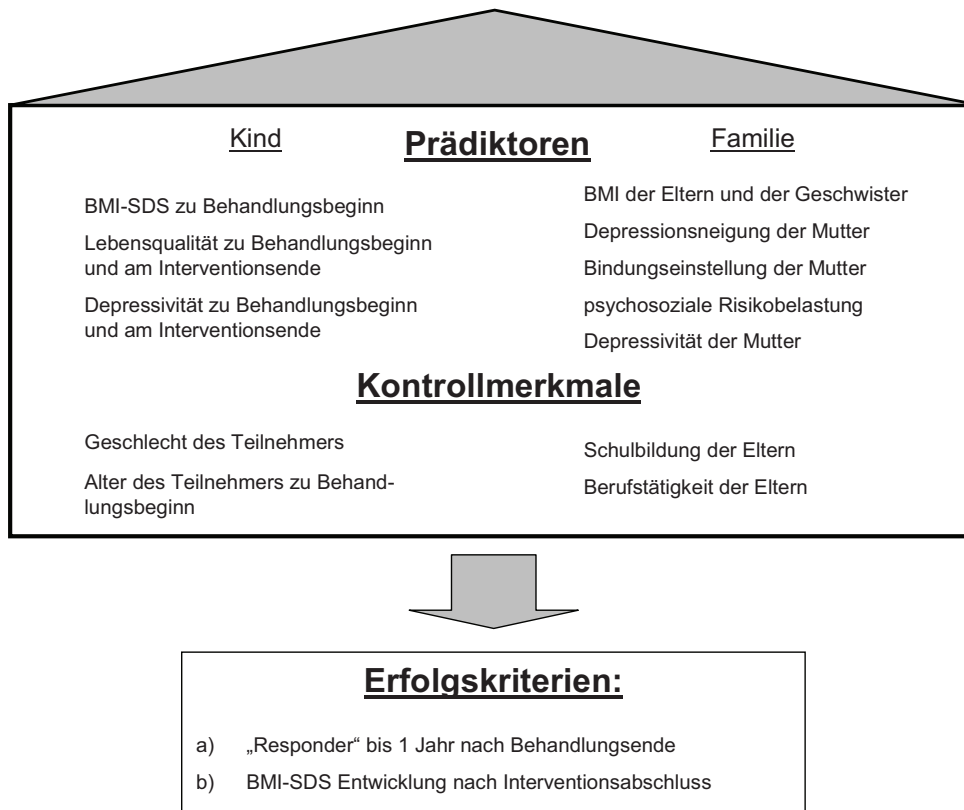 Kind
Prädiktoren
Familie
BMI-SDS zu Behandlungsbeginn
Lebensqualität zu Behandlungsbeginn
und am Interventionsende
Depressivität zu Behandlungsbeginn
und am Interventionsende
BMI der Eltern und der Geschwister
Depressionsneigung der Mutter
Bindungseinstellung der Mutter
psychosoziale Risikobelastung
Depressivität der Mutter
Kontrollmerkmale
Geschlecht des Teilnehmers
Alter des Teilnehmers zu Behand-
lungsbeginn
Schulbildung der Eltern
Berufstätigkeit der Eltern
Erfolgskriterien:
a) „Responder“ bis 1 Jahr nach Behandlungsende
b) BMI-SDS Entwicklung nach Interventionsabschluss